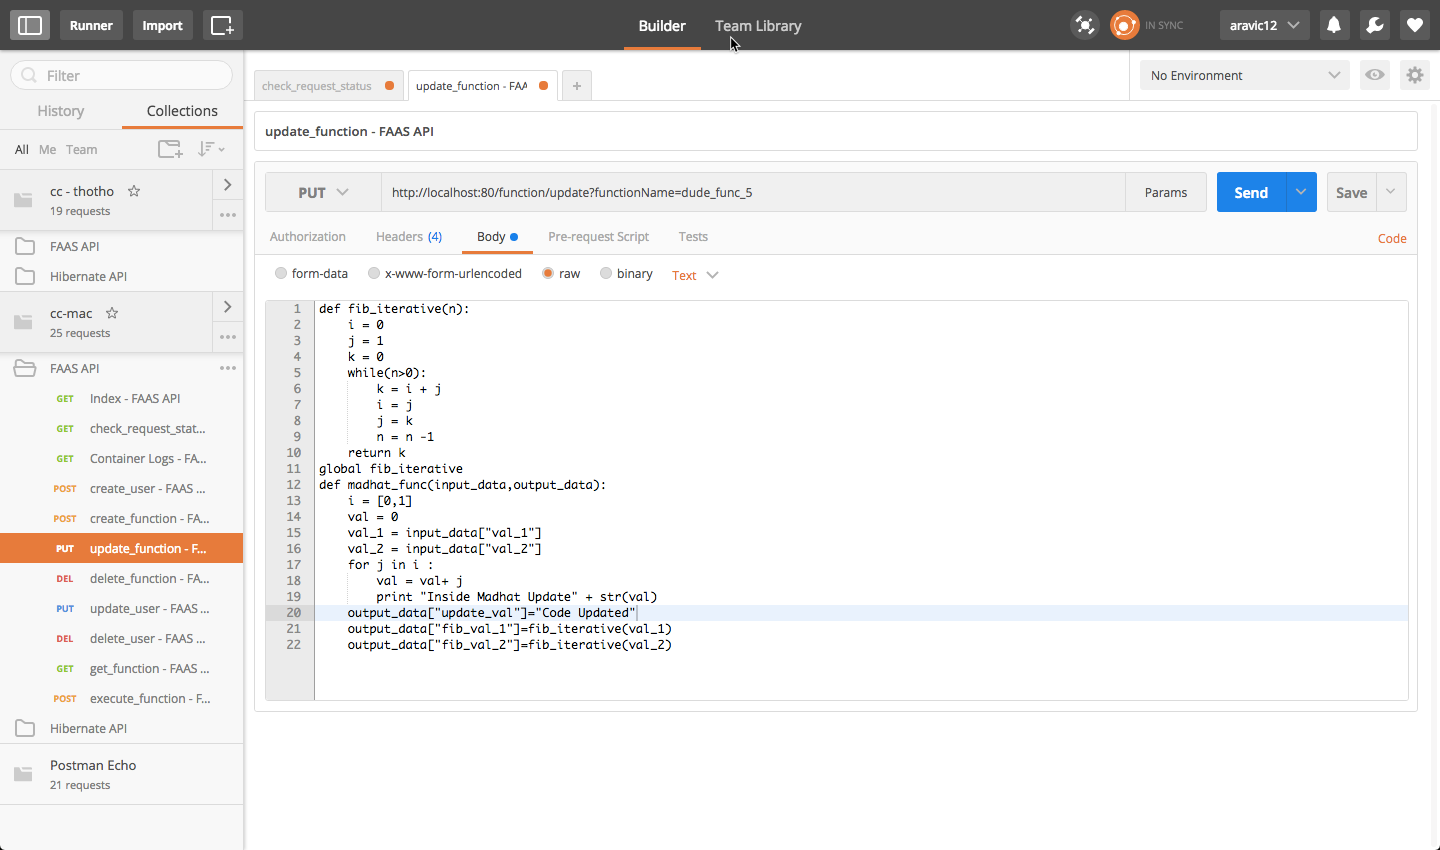 Runner
Import
Builder
Team Library
IN SYNC
aravic12
Filter
History
Collections
All
Me
Team
cc - thotho
19 requests
FAAS API
Hibernate API
cc-mac
25 requests
FAAS API
GET Index - FAAS API
GET check_request_stat...
GET Container Logs - FA...
POST create_user - FAAS ...
POST create_function - FA...
PUT update_function - F...
DEL delete_function - FA...
PUT update_user - FAAS ...
DEL delete_user - FAAS ...
GET get_function - FAAS ...
POST execute_function - F...
Hibernate API
Postman Echo
21 requests
check_request_status
update_function - FAA
+
No Environment
update_function - FAAS API
PUT
http://localhost:80/function/update?functionName=dude_func_5
Params
Send
Save
Authorization
Headers (4)
Body
Pre-request Script
Tests
Code
form-data
x-www-form-urlencoded
raw
binary
Text
1 def fib_iterative(n):
2     i = 0
3     j = 1
4     k = 0
5     while(n>0):
6         k = i + j
7         i = j
8         j = k
9         n = n -1
10     return k
11 global fib_iterative
12 def madhat_func(input_data,output_data):
13     i = [0,1]
14     val = 0
15     val_1 = input_data["val_1"]
16     val_2 = input_data["val_2"]
17     for j in i :
18         val = val+ j
19         print "Inside Madhat Update" + str(val)
20     output_data["update_val"]="Code Updated"
21     output_data["fib_val_1"]=fib_iterative(val_1)
22     output_data["fib_val_2"]=fib_iterative(val_2)